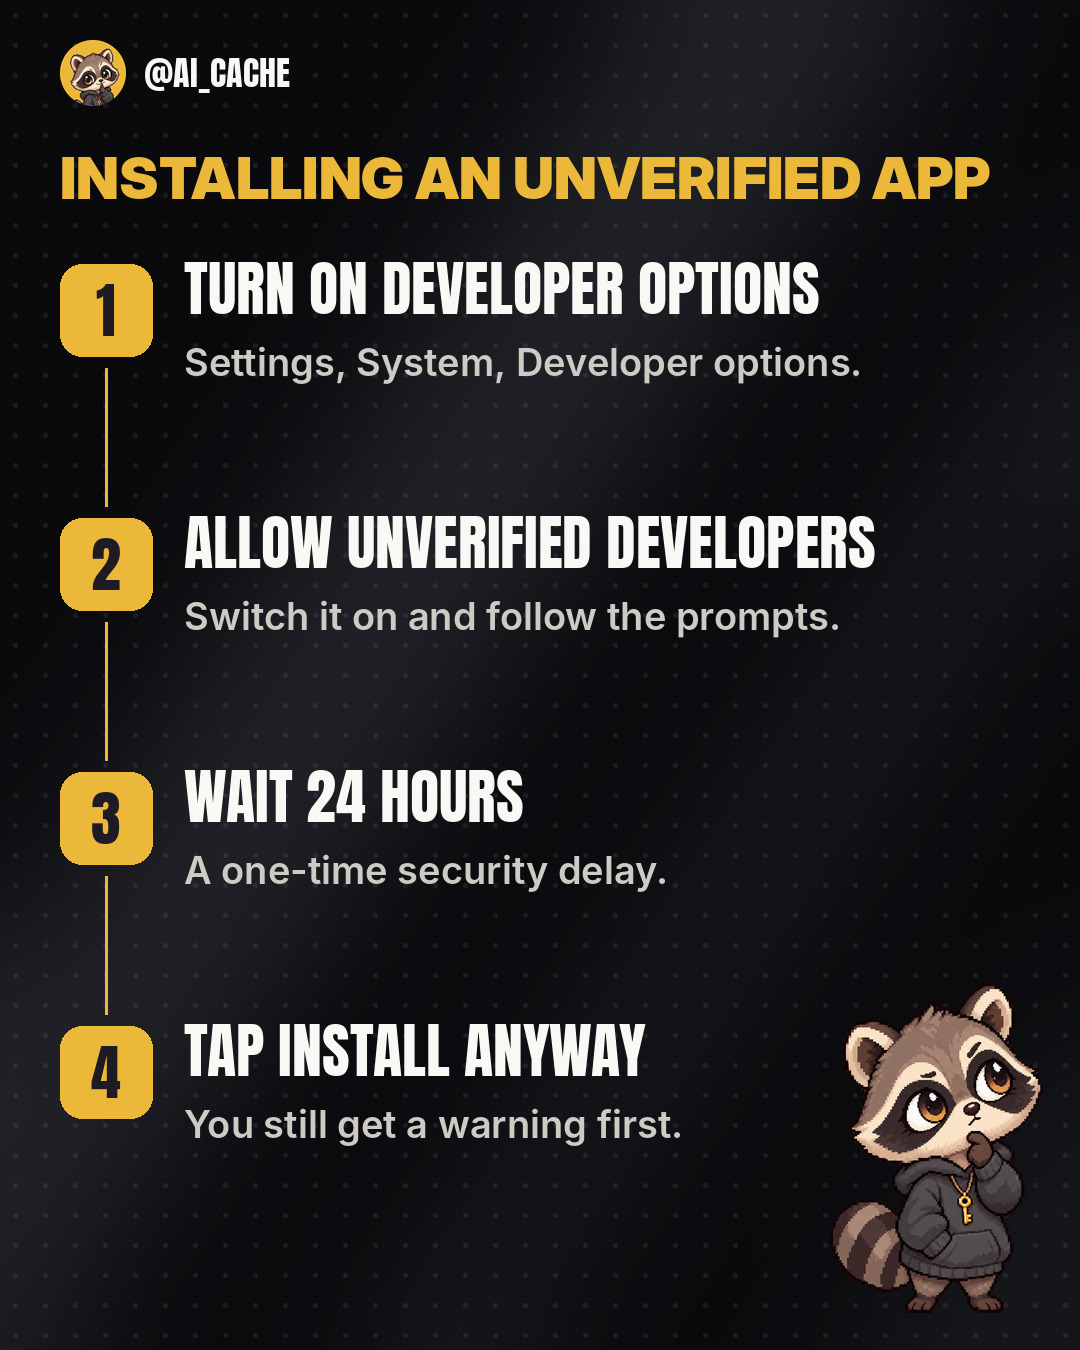 @AI_CACHE
INSTALLING AN UNVERIFIED APP
1
TURN ON DEVELOPER OPTIONS
Settings, System, Developer options.
2
ALLOW UNVERIFIED DEVELOPERS
Switch it on and follow the prompts.
3
WAIT 24 HOURS
A one-time security delay.
4
TAP INSTALL ANYWAY
You still get a warning first.